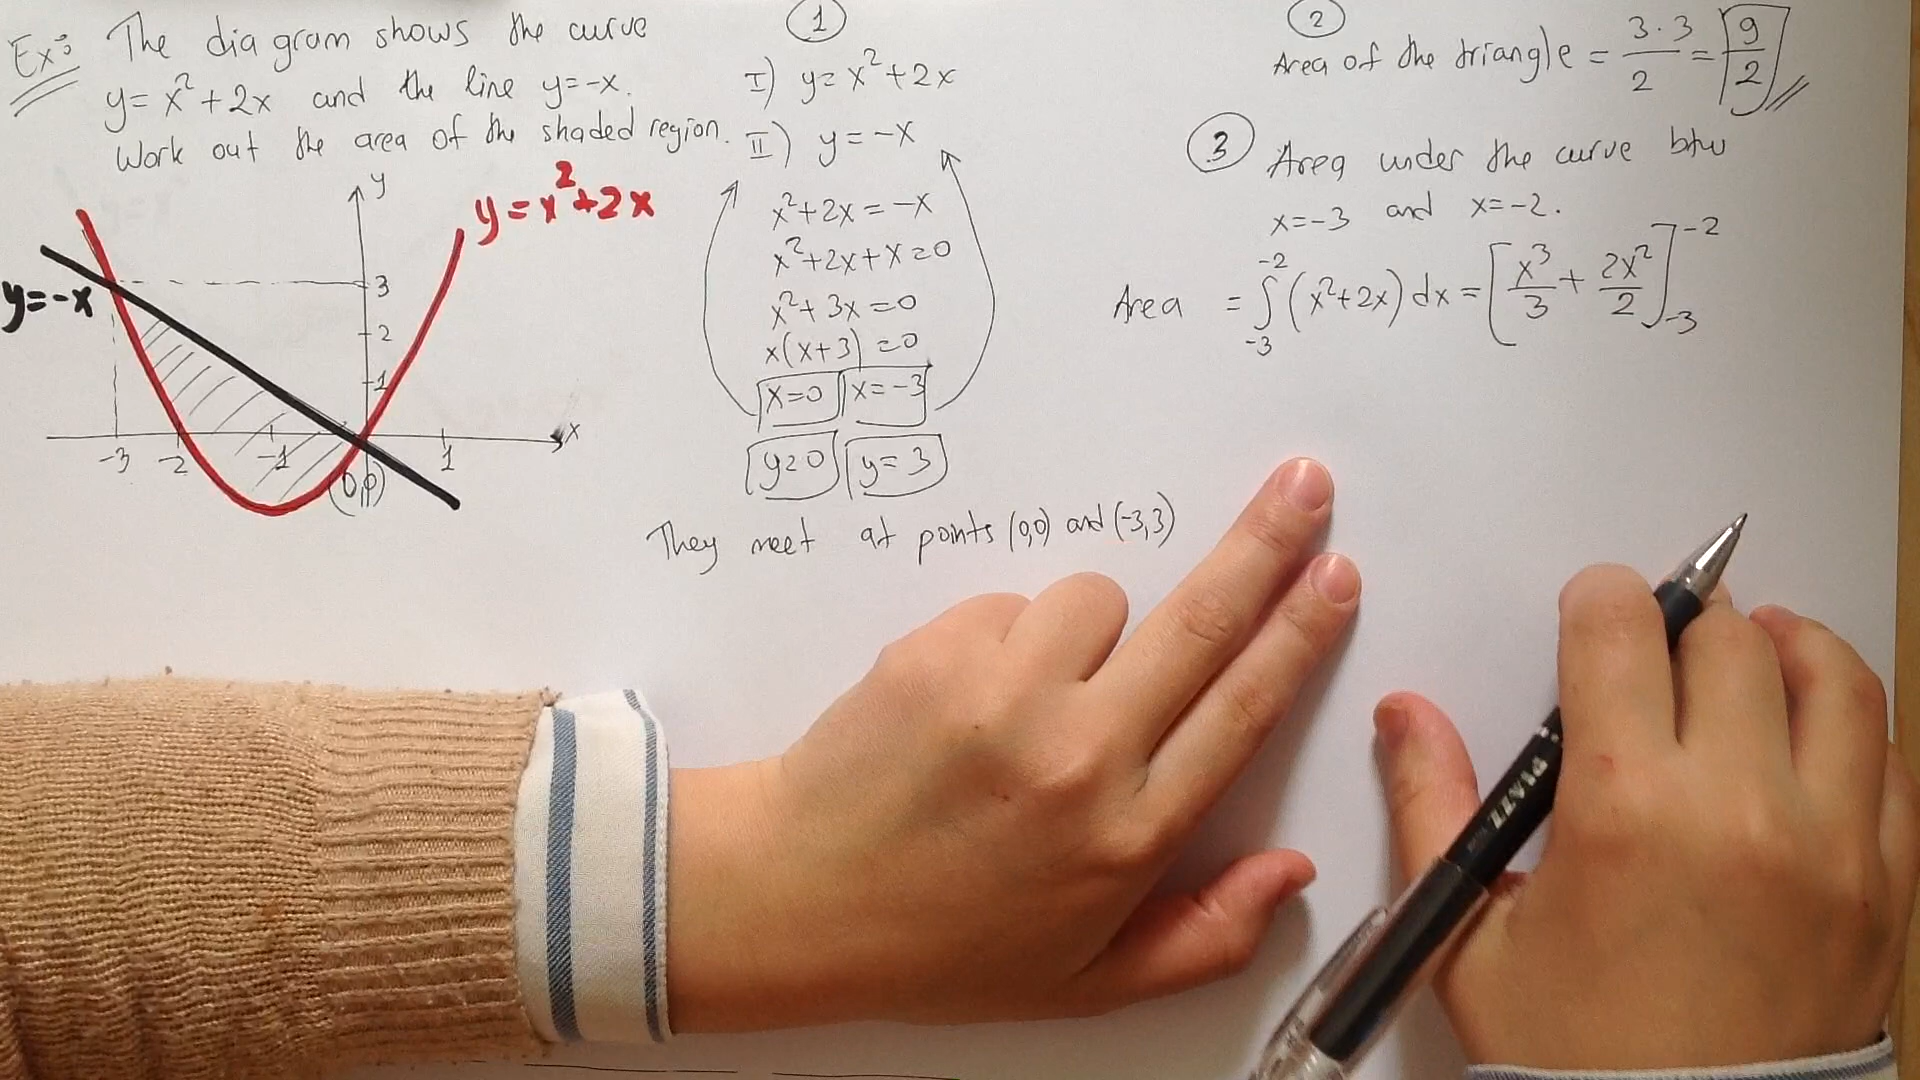 Ex: The diagram shows the curve
y = x² + 2x and the line y = -x.
Work out the area of the shaded region.
y
y = x² + 2x
y = -x
3
2
1
x
-3 -2 -1 1
(0,0)
1
I) y = x² + 2x
II) y = -x
x² + 2x = -x
x² + 2x + x = 0
x² + 3x = 0
x(x+3) = 0
x = 0 x = -3
y = 0 y = 3
They meet at points (0,0) and (-3,3)
2
Area of the triangle = 3·3/2 = 9/2
3 Area under the curve btw
x = -3 and x = -2.
Area = ∫₋₃⁻² (x² + 2x) dx = [x³/3 + 2x²/2]₋₃⁻²